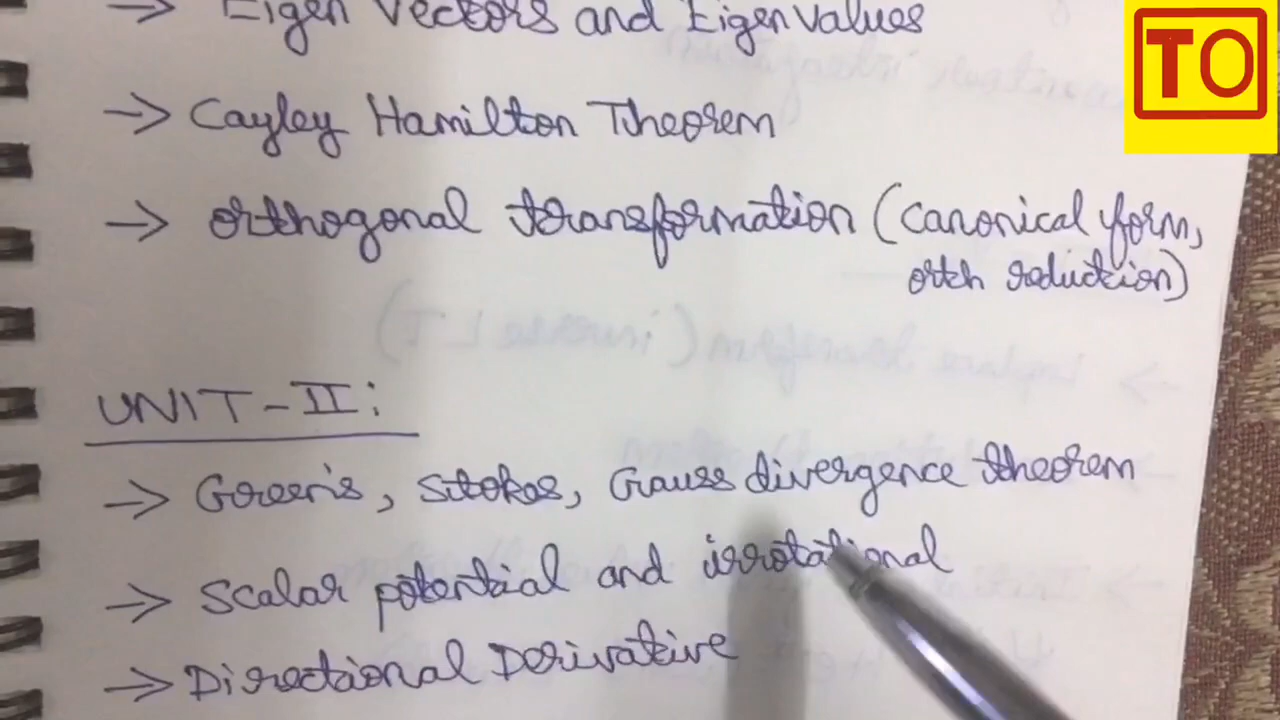 → Eigen Vectors and Eigen values
TO
→ Cayley Hamilton Theorem
→ orthogonal transformation (canonical form,
orth reduction)
UNIT-II:
→ Green's, Stokes, Gauss divergence theorem
→ Scalar potential and irrotational
→ Directional Derivative